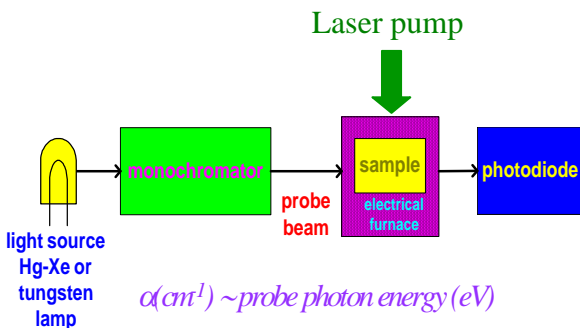 Laser pump
monochromator
sample
photodiode
electrical
furnace
probe
beam
light source
Hg-Xe or
tungsten
lamp
α(cm⁻¹) ~probe photon energy (eV)